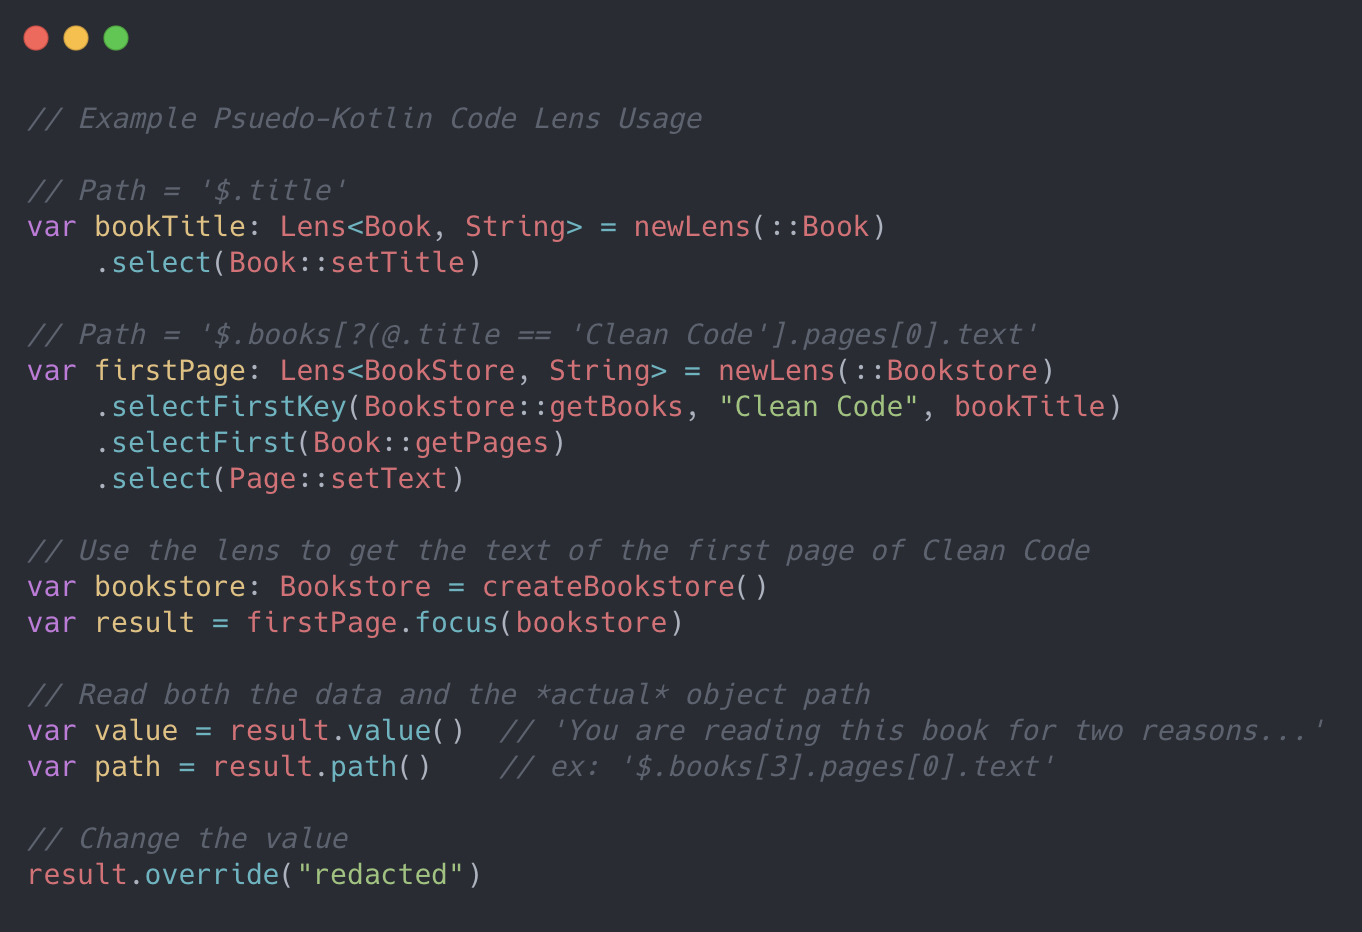 // Example Psuedo-Kotlin Code Lens Usage
// Path = '$.title'
var bookTitle: Lens<Book, String> = newLens(::Book)
    .select(Book::setTitle)
// Path = '$.books[?(@.title == 'Clean Code'].pages[0].text'
var firstPage: Lens<BookStore, String> = newLens(::Bookstore)
    .selectFirstKey(Bookstore::getBooks, "Clean Code", bookTitle)
    .selectFirst(Book::getPages)
    .select(Page::setText)
// Use the lens to get the text of the first page of Clean Code
var bookstore: Bookstore = createBookstore()
var result = firstPage.focus(bookstore)
// Read both the data and the *actual* object path
var value = result.value()  // 'You are reading this book for two reasons...'
var path = result.path()    // ex: '$.books[3].pages[0].text'
// Change the value
result.override("redacted")